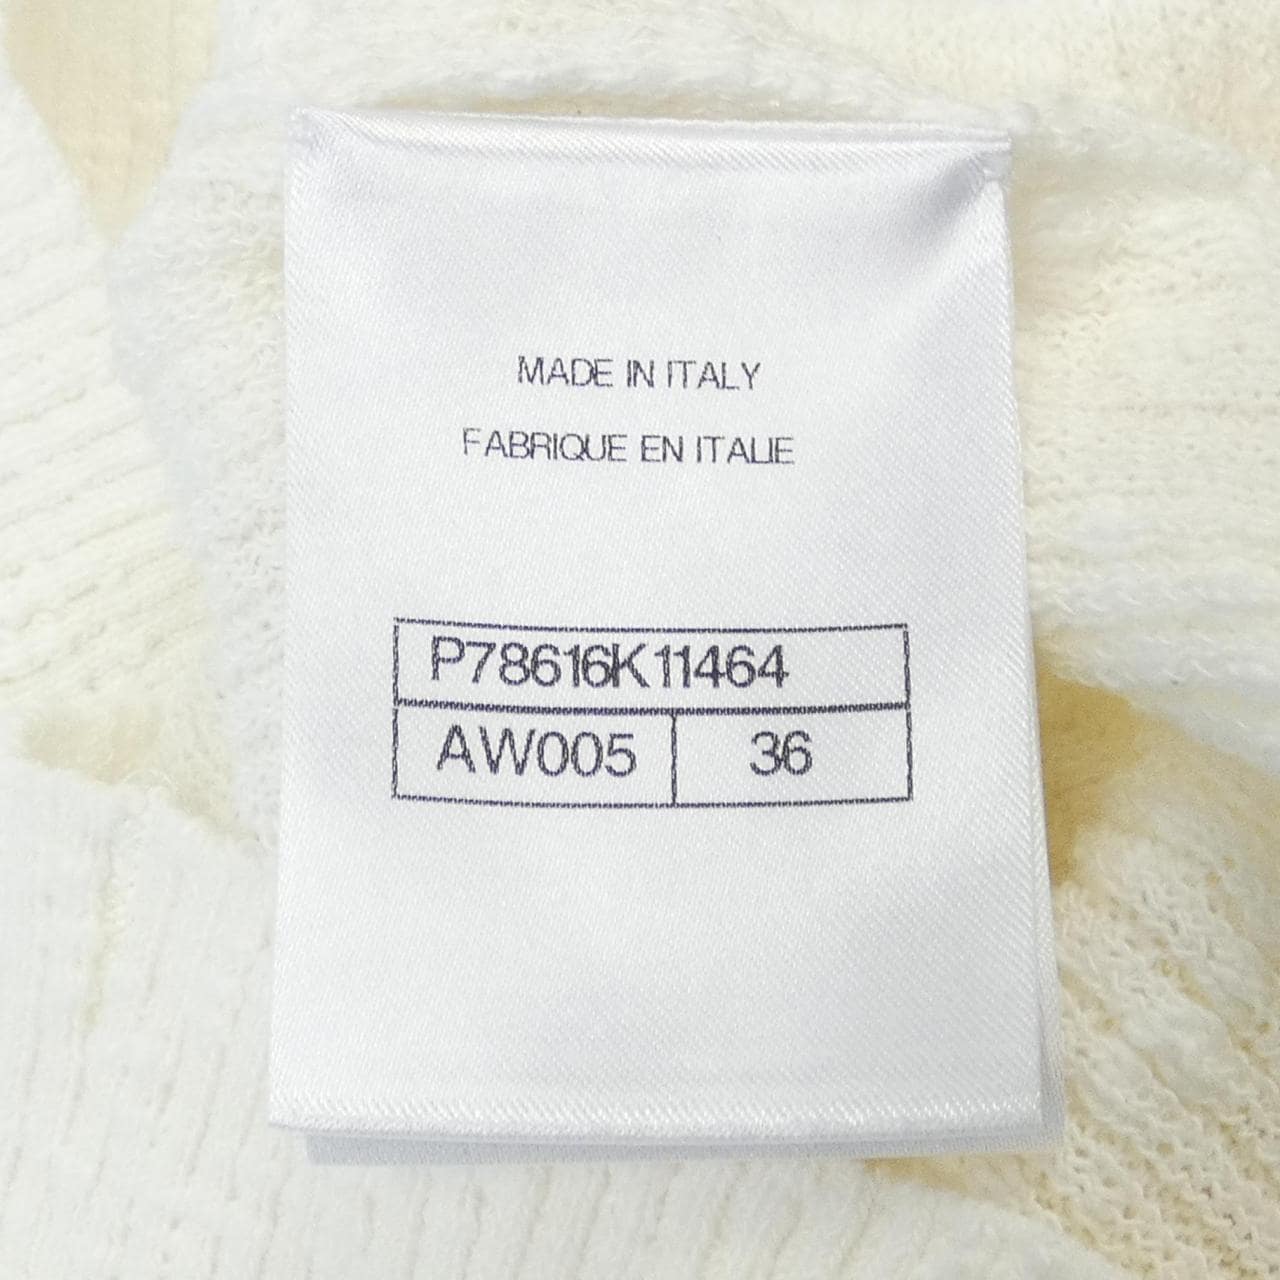 MADE IN ITALY
FABRIQUE EN ITALIE
P78616K11464
AW005 36